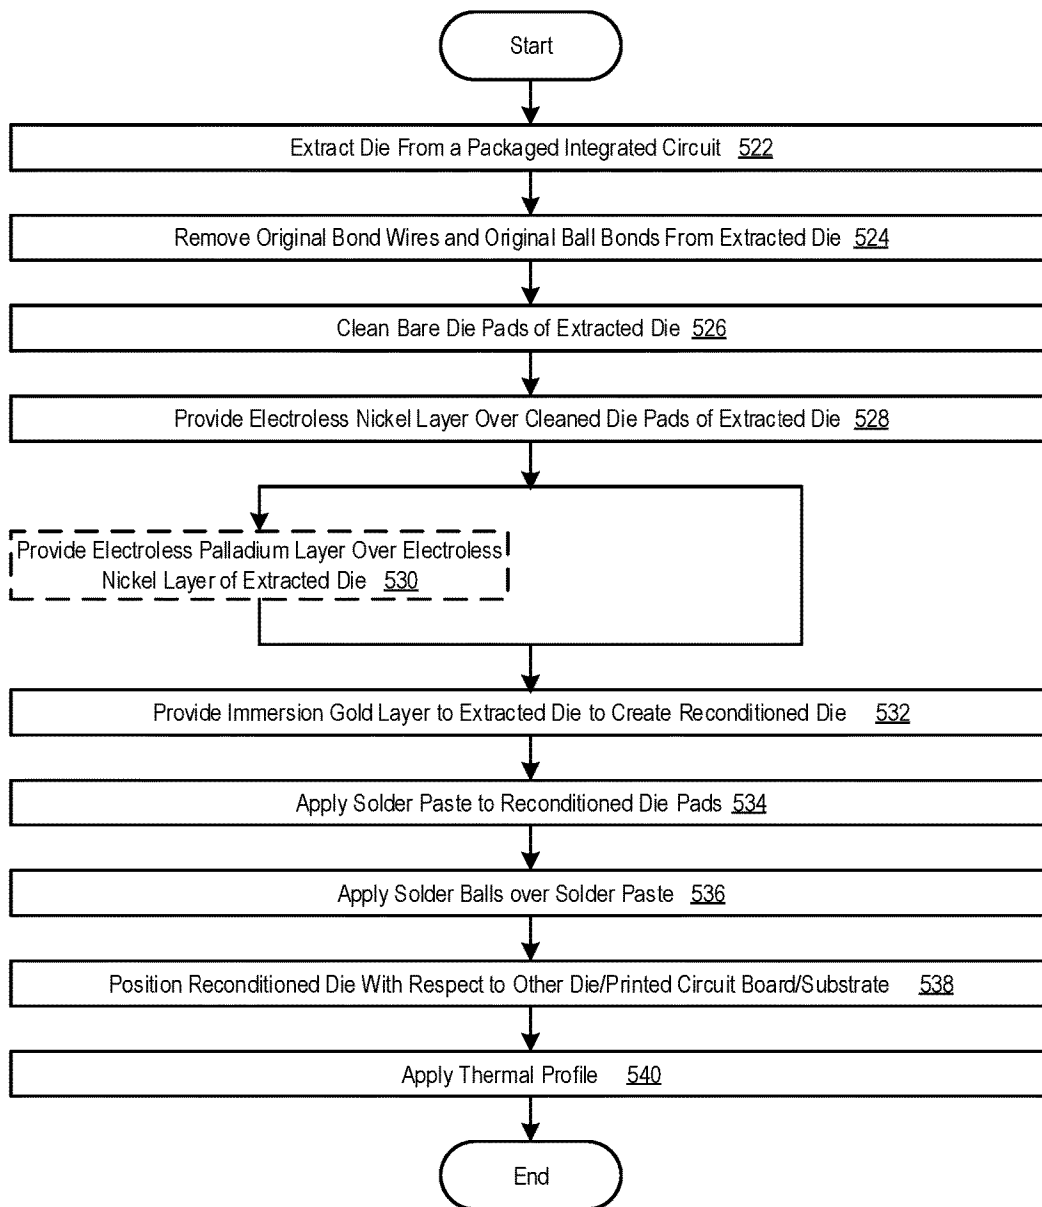 Start
Extract Die From a Packaged Integrated Circuit 522
Remove Original Bond Wires and Original Ball Bonds From Extracted Die 524
Clean Bare Die Pads of Extracted Die 526
Provide Electroless Nickel Layer Over Cleaned Die Pads of Extracted Die 528
Provide Electroless Palladium Layer Over Electroless
Nickel Layer of Extracted Die 530
Provide Immersion Gold Layer to Extracted Die to Create Reconditioned Die 532
Apply Solder Paste to Reconditioned Die Pads 534
Apply Solder Balls over Solder Paste 536
Position Reconditioned Die With Respect to Other Die/Printed Circuit Board/Substrate 538
Apply Thermal Profile 540
End